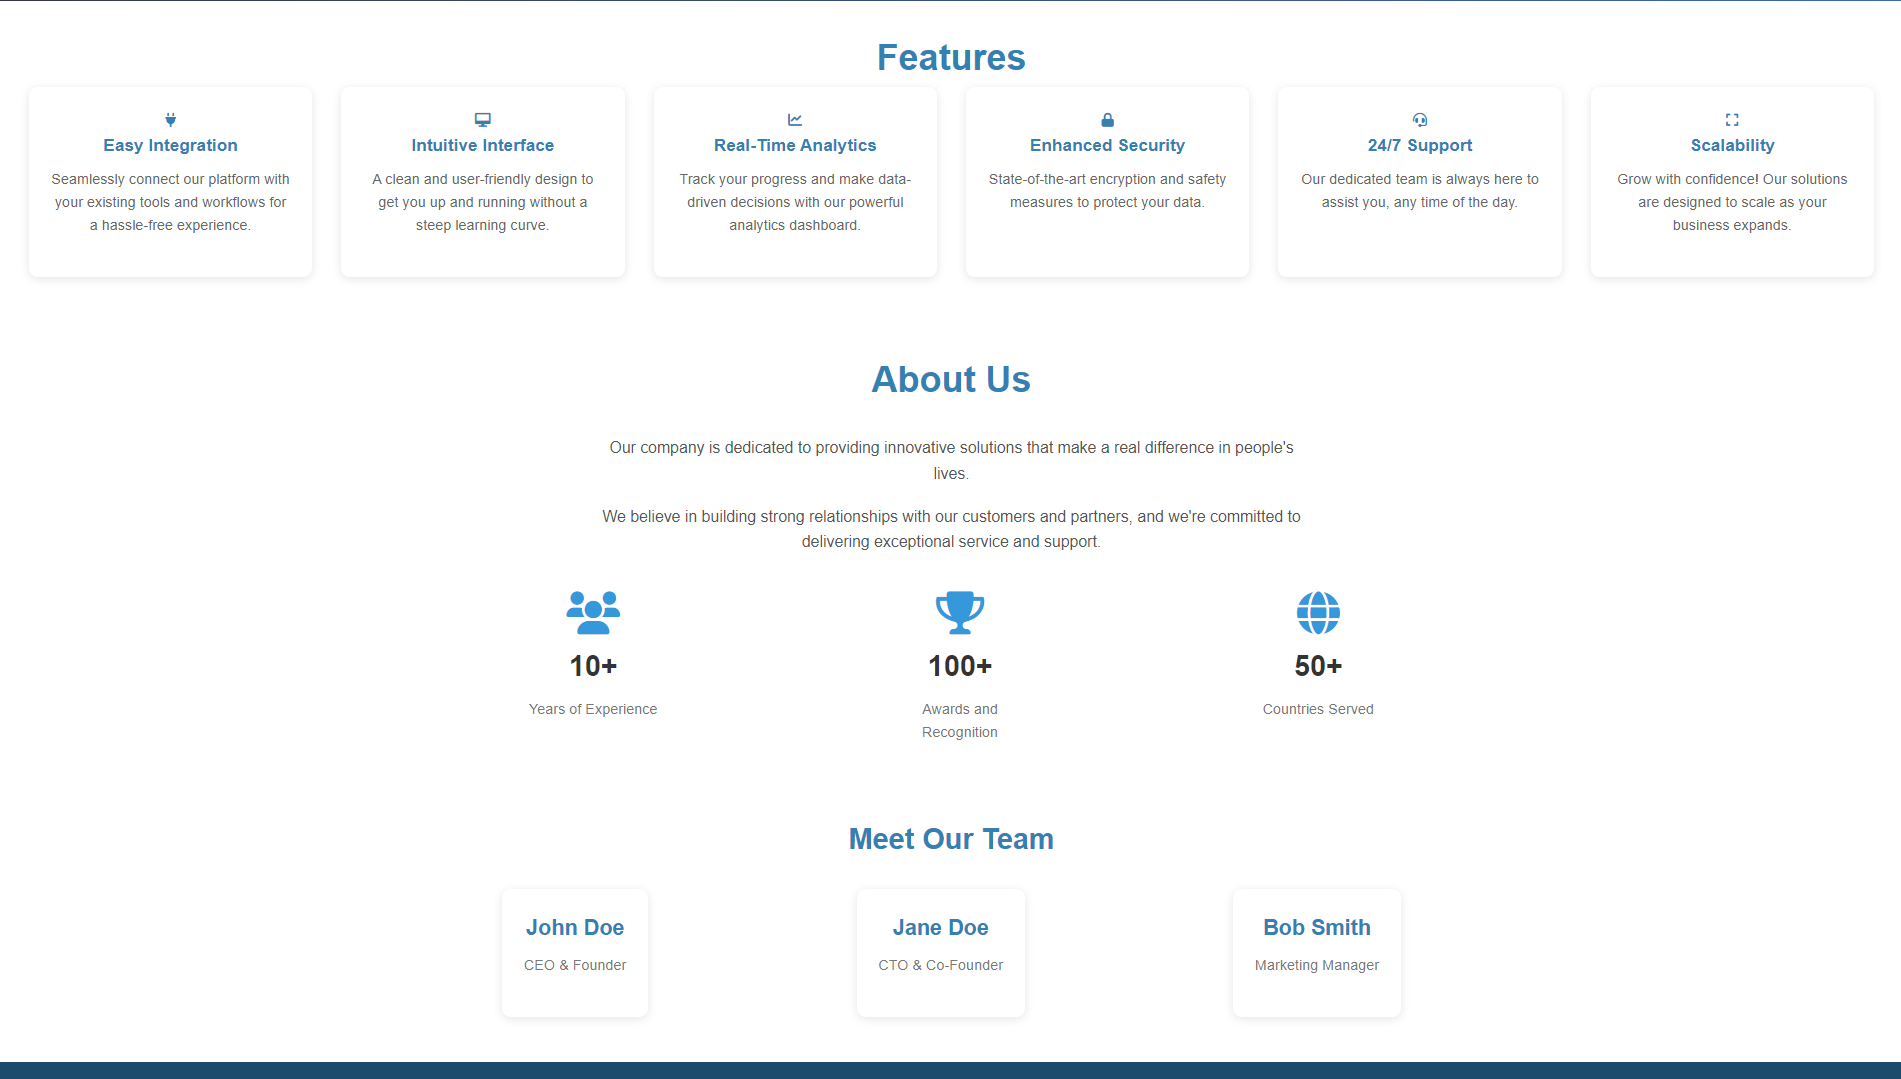 Features
Easy Integration
Seamlessly connect our platform with
your existing tools and workflows for
a hassle-free experience.
Intuitive Interface
A clean and user-friendly design to
get you up and running without a
steep learning curve.
Real-Time Analytics
Track your progress and make data-
driven decisions with our powerful
analytics dashboard.
Enhanced Security
State-of-the-art encryption and safety
measures to protect your data.
24/7 Support
Our dedicated team is always here to
assist you, any time of the day.
Scalability
Grow with confidence! Our solutions
are designed to scale as your
business expands.
About Us
Our company is dedicated to providing innovative solutions that make a real difference in people's
lives.
We believe in building strong relationships with our customers and partners, and we're committed to
delivering exceptional service and support.
10+
Years of Experience
100+
Awards and
Recognition
50+
Countries Served
Meet Our Team
John Doe
CEO & Founder
Jane Doe
CTO & Co-Founder
Bob Smith
Marketing Manager